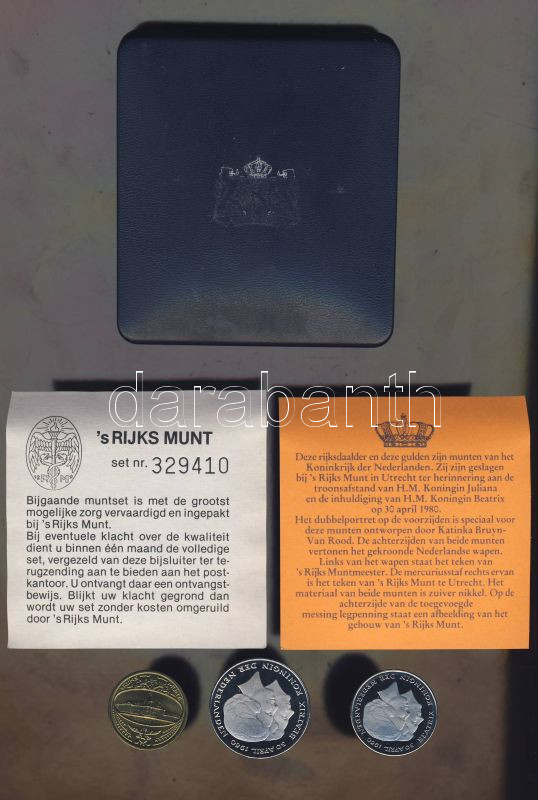 darabanth
's RIJKS MUNT
set nr. 329410
Bijgaande muntset is met de grootst
mogelijke zorg vervaardigd en ingepakt
bij 's Rijks Munt.
Bij eventuele klacht over de kwaliteit
dient u binnen één maand de volledige
set, vergezeld van deze bijsluiter ter te-
rugzending aan te bieden aan het post-
kantoor. U ontvangt daar een ontvangst-
bewijs. Blijkt uw klacht gegrond dan
wordt uw set zonder kosten omgeruild
door 's Rijks Munt.
Deze rijksdaalder en deze gulden zijn munten van het
Koninkrijk der Nederlanden. Zij zijn geslagen
bij 's Rijks Munt in Utrecht ter herinnering aan de
troonsafstand van H.M. Koningin Juliana
en de inhuldiging van H.M. Koningin Beatrix
op 30 april 1980.
Het dubbelportret op de voorzijden is speciaal voor
deze munten ontworpen door Katinka Bruyn-
Van Rood. De achterzijden van beide munten
vertonen het gekroonde Nederlandse wapen.
Links van het wapen staat het teken van
's Rijks Muntmeester. De mercuriusstaf rechts ervan
is het teken van 's Rijks Munt te Utrecht. Het
materiaal van beide munten is zuiver nikkel. Op de
achterzijde van de toegevoegde
messing legpenning staat een afbeelding van het
gebouw van 's Rijks Munt.
BEATRIX KONINGIN DER NEDERLANDEN
30 APRIL 1980
BEATRIX KONINGIN DER NEDERLANDEN
30 APRIL 1980